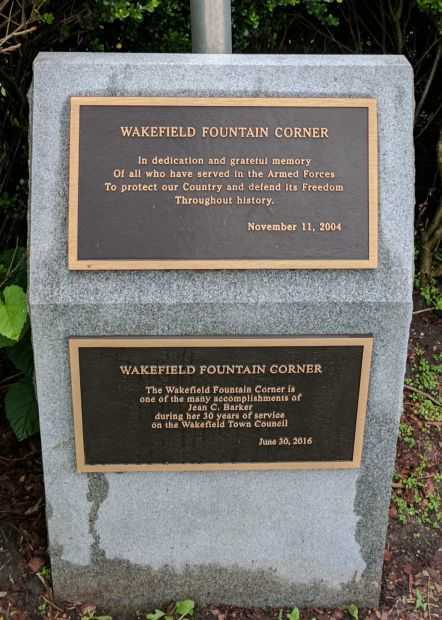 WAKEFIELD FOUNTAIN CORNER
In dedication and grateful memory
Of all who have served in the Armed Forces
To protect our Country and defend its Freedom
Throughout history.
November 11, 2004
WAKEFIELD FOUNTAIN CORNER
The Wakefield Fountain Corner is
one of the many accomplishments of
Jean C. Barker
during her 30 years of service
on the Wakefield Town Council
June 30, 2016